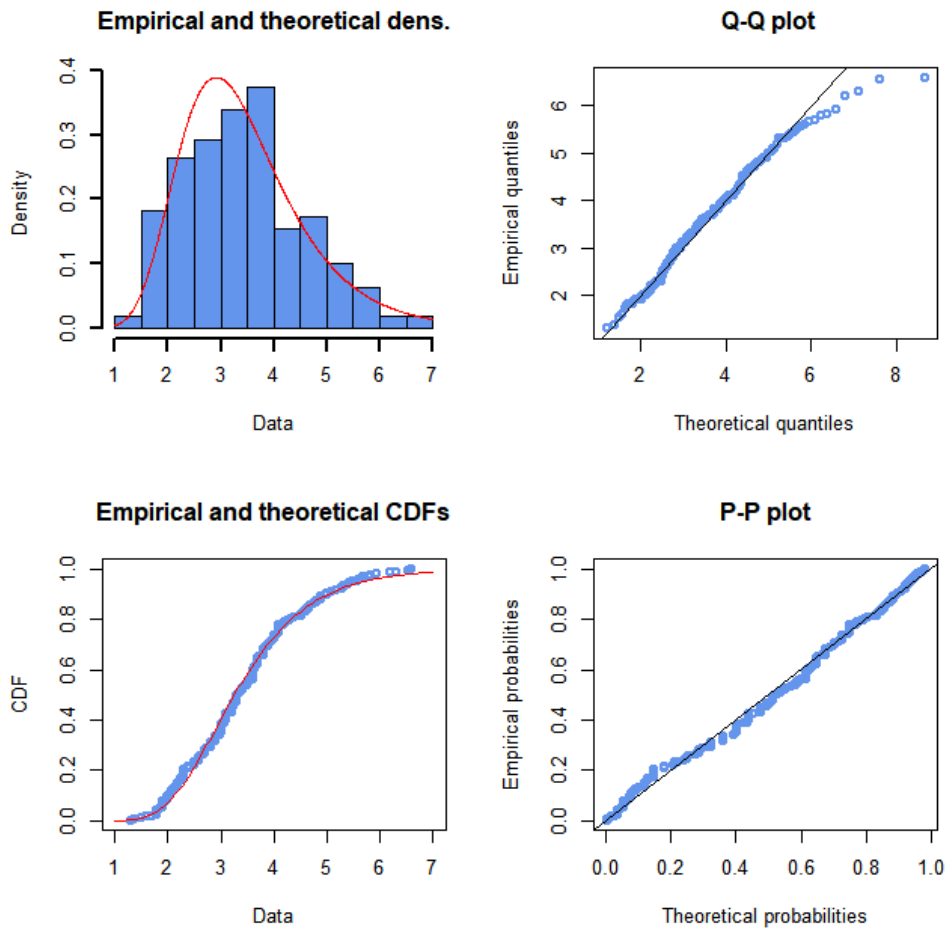 Empirical and theoretical dens.
Density
0.0 0.1 0.2 0.3 0.4
1 2 3 4 5 6 7
Data
Q-Q plot
Empirical quantiles
2 3 4 5 6
2 4 6 8
Theoretical quantiles
Empirical and theoretical CDFs
CDF
0.0 0.2 0.4 0.6 0.8 1.0
1 2 3 4 5 6 7
Data
P-P plot
Empirical probabilities
0.0 0.2 0.4 0.6 0.8 1.0
0.0 0.2 0.4 0.6 0.8 1.0
Theoretical probabilities